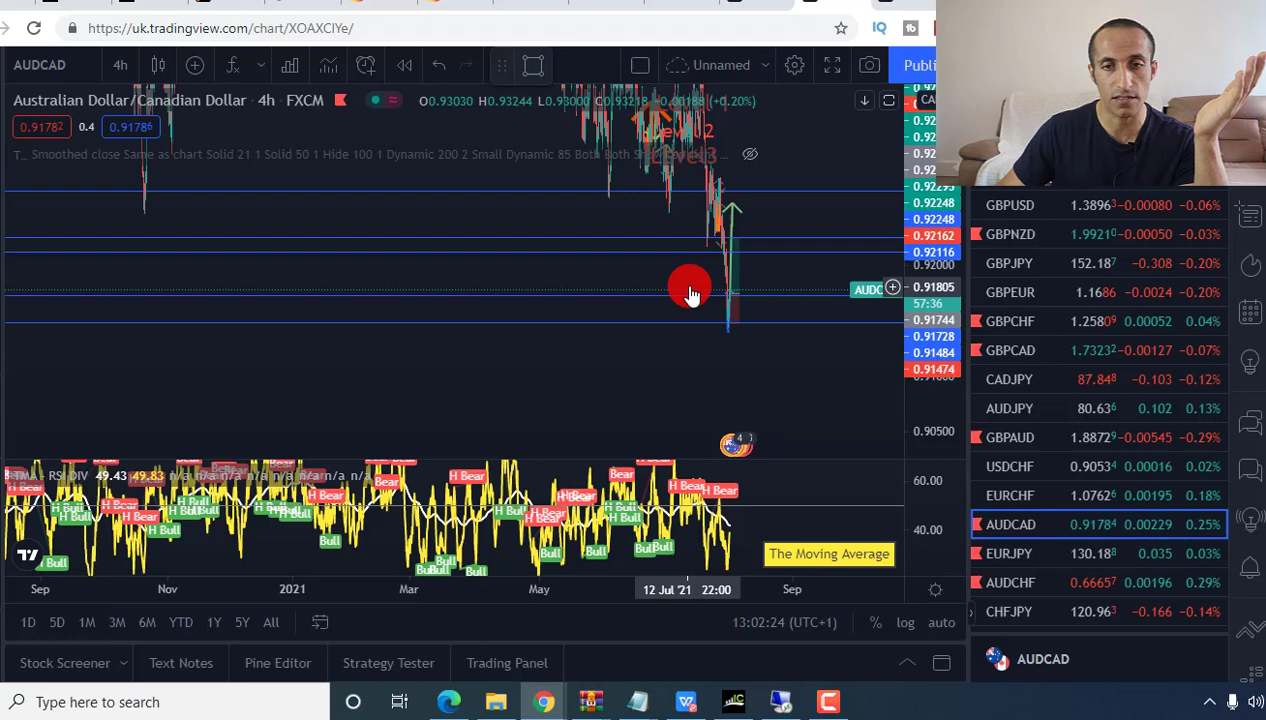 https://uk.tradingview.com/chart/XOAXCIYe/
AUDCAD
4h
Unnamed
Publi
Australian Dollar/Canadian Dollar · 4h · FXCM
O0.93030 H0.93244 L0.93000 C0.93218 +0.00188 (+0.20%)
0.91782
0.4
0.91786
T_ Smoothed close Same as chart Solid 21 1 Solid 50 1 Hide 100 1 Dynamic 200 2 Small Dynamic 85 Both Both
Level 2
Level3
0.92295
0.92248
0.92248
0.92162
0.92116
0.92000
AUDC
0.91805
57:36
0.91744
0.91728
0.91484
0.91474
0.90500
TMA - RSI DIV 49.43 49.83 n/a n/a n/a n/a n/a n/a n/a
60.00
40.00
H Bear
H Bull
Bear
Bull
The Moving Average
Sep
Nov
2021
Mar
May
12 Jul '21 22:00
Sep
1D 5D 1M 3M 6M YTD 1Y 5Y All
13:02:24 (UTC+1)
% log auto
Stock Screener
Text Notes
Pine Editor
Strategy Tester
Trading Panel
GBPUSD 1.38963 -0.00080 -0.06%
GBPNZD 1.99210 -0.00050 -0.03%
GBPJPY 152.187 -0.308 -0.20%
GBPEUR 1.1686 -0.0024 -0.20%
GBPCHF 1.25809 0.00052 0.04%
GBPCAD 1.73232 -0.00127 -0.07%
CADJPY 87.848 -0.103 -0.12%
AUDJPY 80.636 0.102 0.13%
GBPAUD 1.88729 -0.00545 -0.29%
USDCHF 0.90534 0.00016 0.02%
EURCHF 1.07626 0.00195 0.18%
AUDCAD 0.91784 0.00229 0.25%
EURJPY 130.188 0.035 0.03%
AUDCHF 0.66657 0.00196 0.29%
CHFJPY 120.963 -0.166 -0.14%
AUDCAD
Type here to search